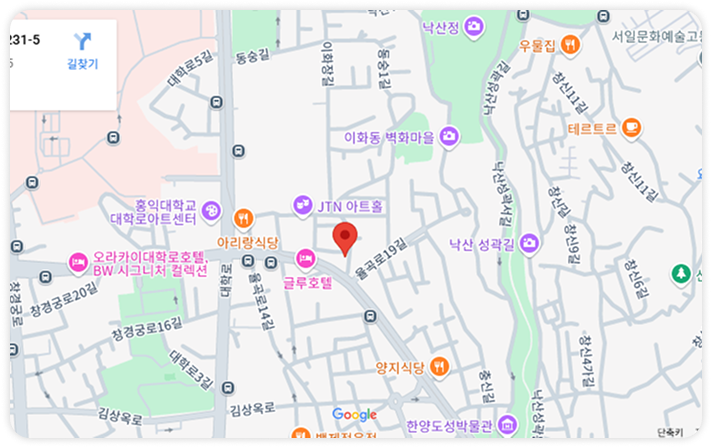 231-5
5
길찾기
대학로5길
동숭길
이화장길
동숭1길
낙산정
우물집
서일문화예술고등
낙산성곽길
창신11길
테르트르
이화동 벽화마을
창신11길
낙산성곽서길
홍익대학교
대학로아트센터
JTN 아트홀
창신길
창신9길
아리랑식당
오라카이대학로호텔,
BW 시그니처 컬렉션
글루호텔
율곡로19길
낙산 성곽길
창신6길
대학로
율곡로14길
창경궁로20길
창경궁로
창경궁로16길
대학로3길
양지식당
충신길
창신4가길
김상옥로
김상옥로
Google
한양도성박물관
낙산성곽
백제정육점
단축키